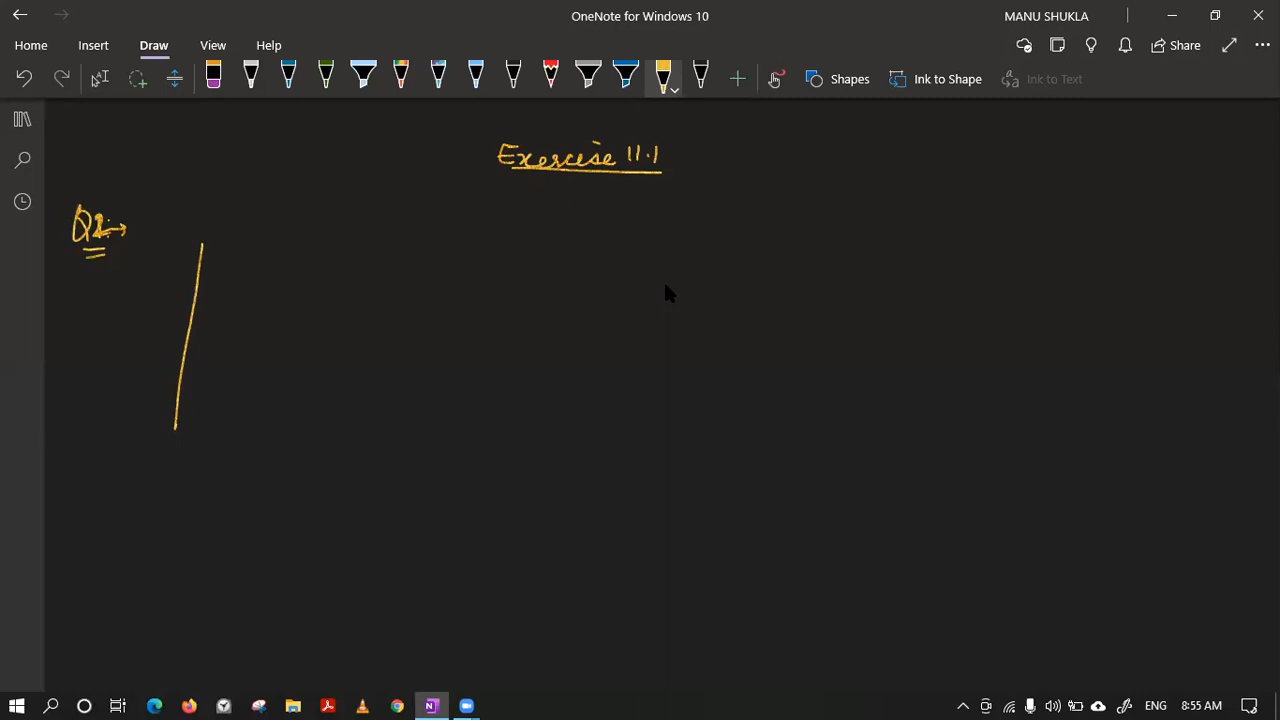 OneNote for Windows 10
MANU SHUKLA
Home Insert Draw View Help
Share
Shapes
Ink to Shape
Ink to Text
Exercise 11.1
ENG
8:55 AM